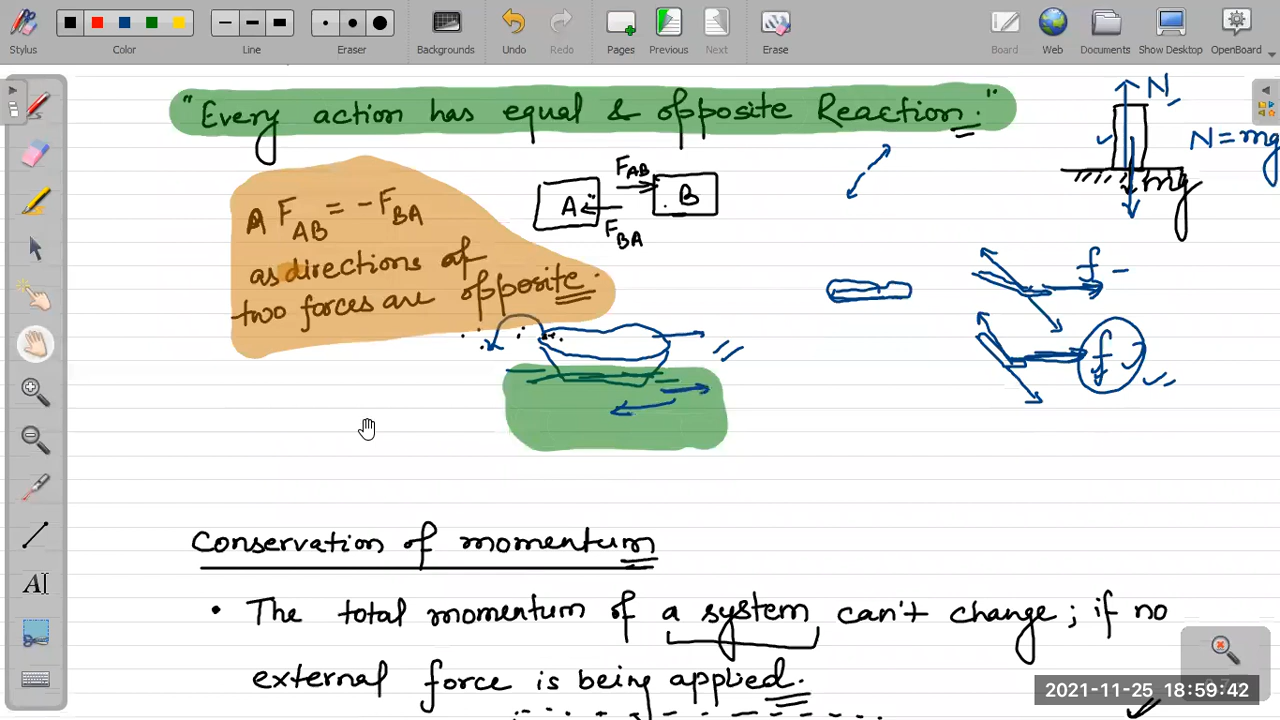 Stylus Color Line Eraser Backgrounds Undo Redo Pages Previous Next Erase Board Web Documents Show Desktop OpenBoard
"Every action has equal & opposite Reaction."
N
N = mg
mg
F_AB
A B
F_BA
F_AB = -F_BA
as directions of
two forces are opposite.
f
f
Conservation of momentum
• The total momentum of a system can't change; if no
external force is being applied.
2021-11-25 18:59:42